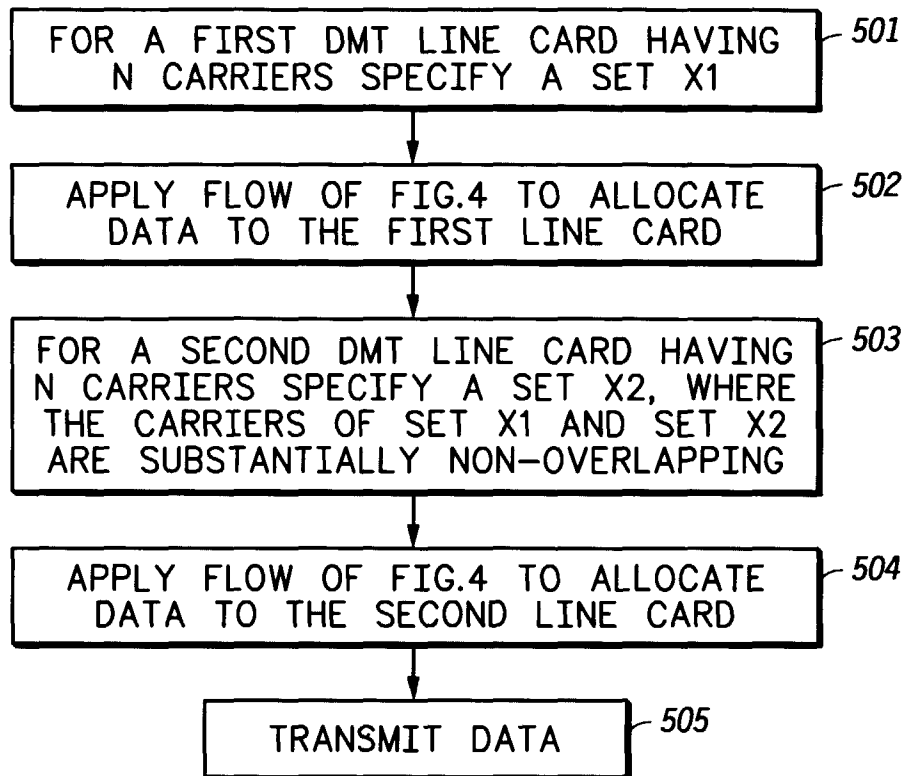 FOR A FIRST DMT LINE CARD HAVING
N CARRIERS SPECIFY A SET X1
501
APPLY FLOW OF FIG.4 TO ALLOCATE
DATA TO THE FIRST LINE CARD
502
FOR A SECOND DMT LINE CARD HAVING
N CARRIERS SPECIFY A SET X2, WHERE
THE CARRIERS OF SET X1 AND SET X2
ARE SUBSTANTIALLY NON-OVERLAPPING
503
APPLY FLOW OF FIG.4 TO ALLOCATE
DATA TO THE SECOND LINE CARD
504
TRANSMIT DATA
505